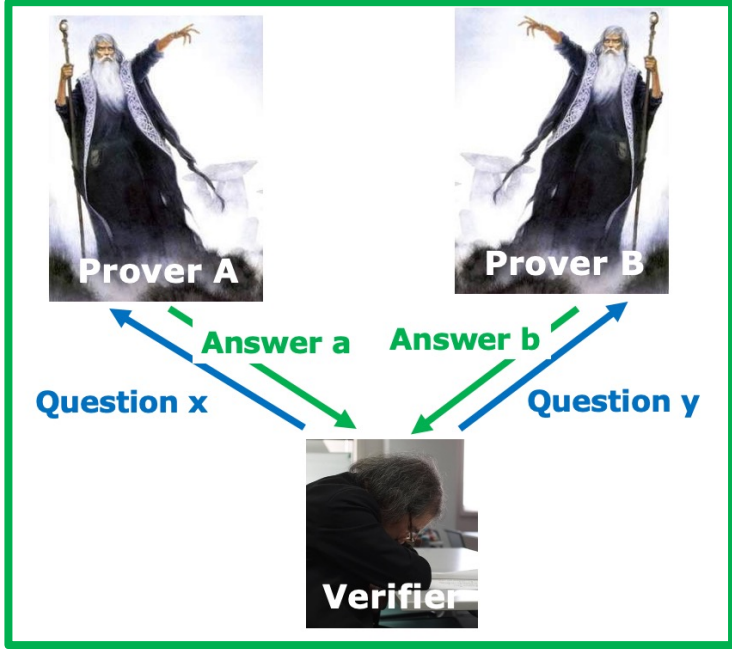 Prover A
Prover B
Answer a
Answer b
Question x
Question y
Verifier